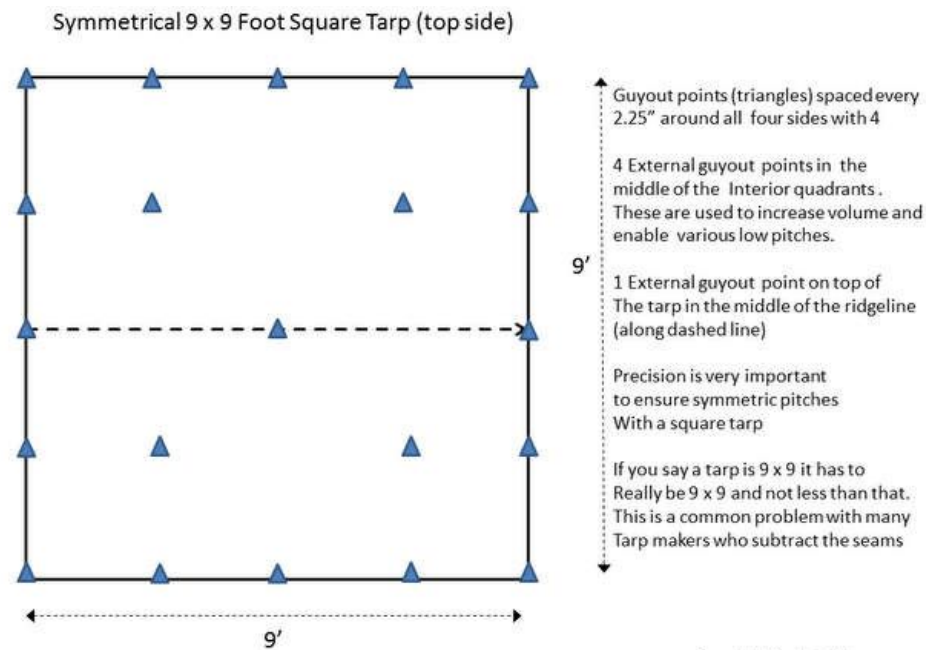 Symmetrical 9 x 9 Foot Square Tarp (top side)
Guyout points (triangles) spaced every
2.25” around all four sides with 4
4 External guyout points in the
middle of the Interior quadrants .
These are used to increase volume and
enable various low pitches.
9’
1 External guyout point on top of
The tarp in the middle of the ridgeline
(along dashed line)
Precision is very important
to ensure symmetric pitches
With a square tarp
If you say a tarp is 9 x 9 it has to
Really be 9 x 9 and not less than that.
This is a common problem with many
Tarp makers who subtract the seams
9’